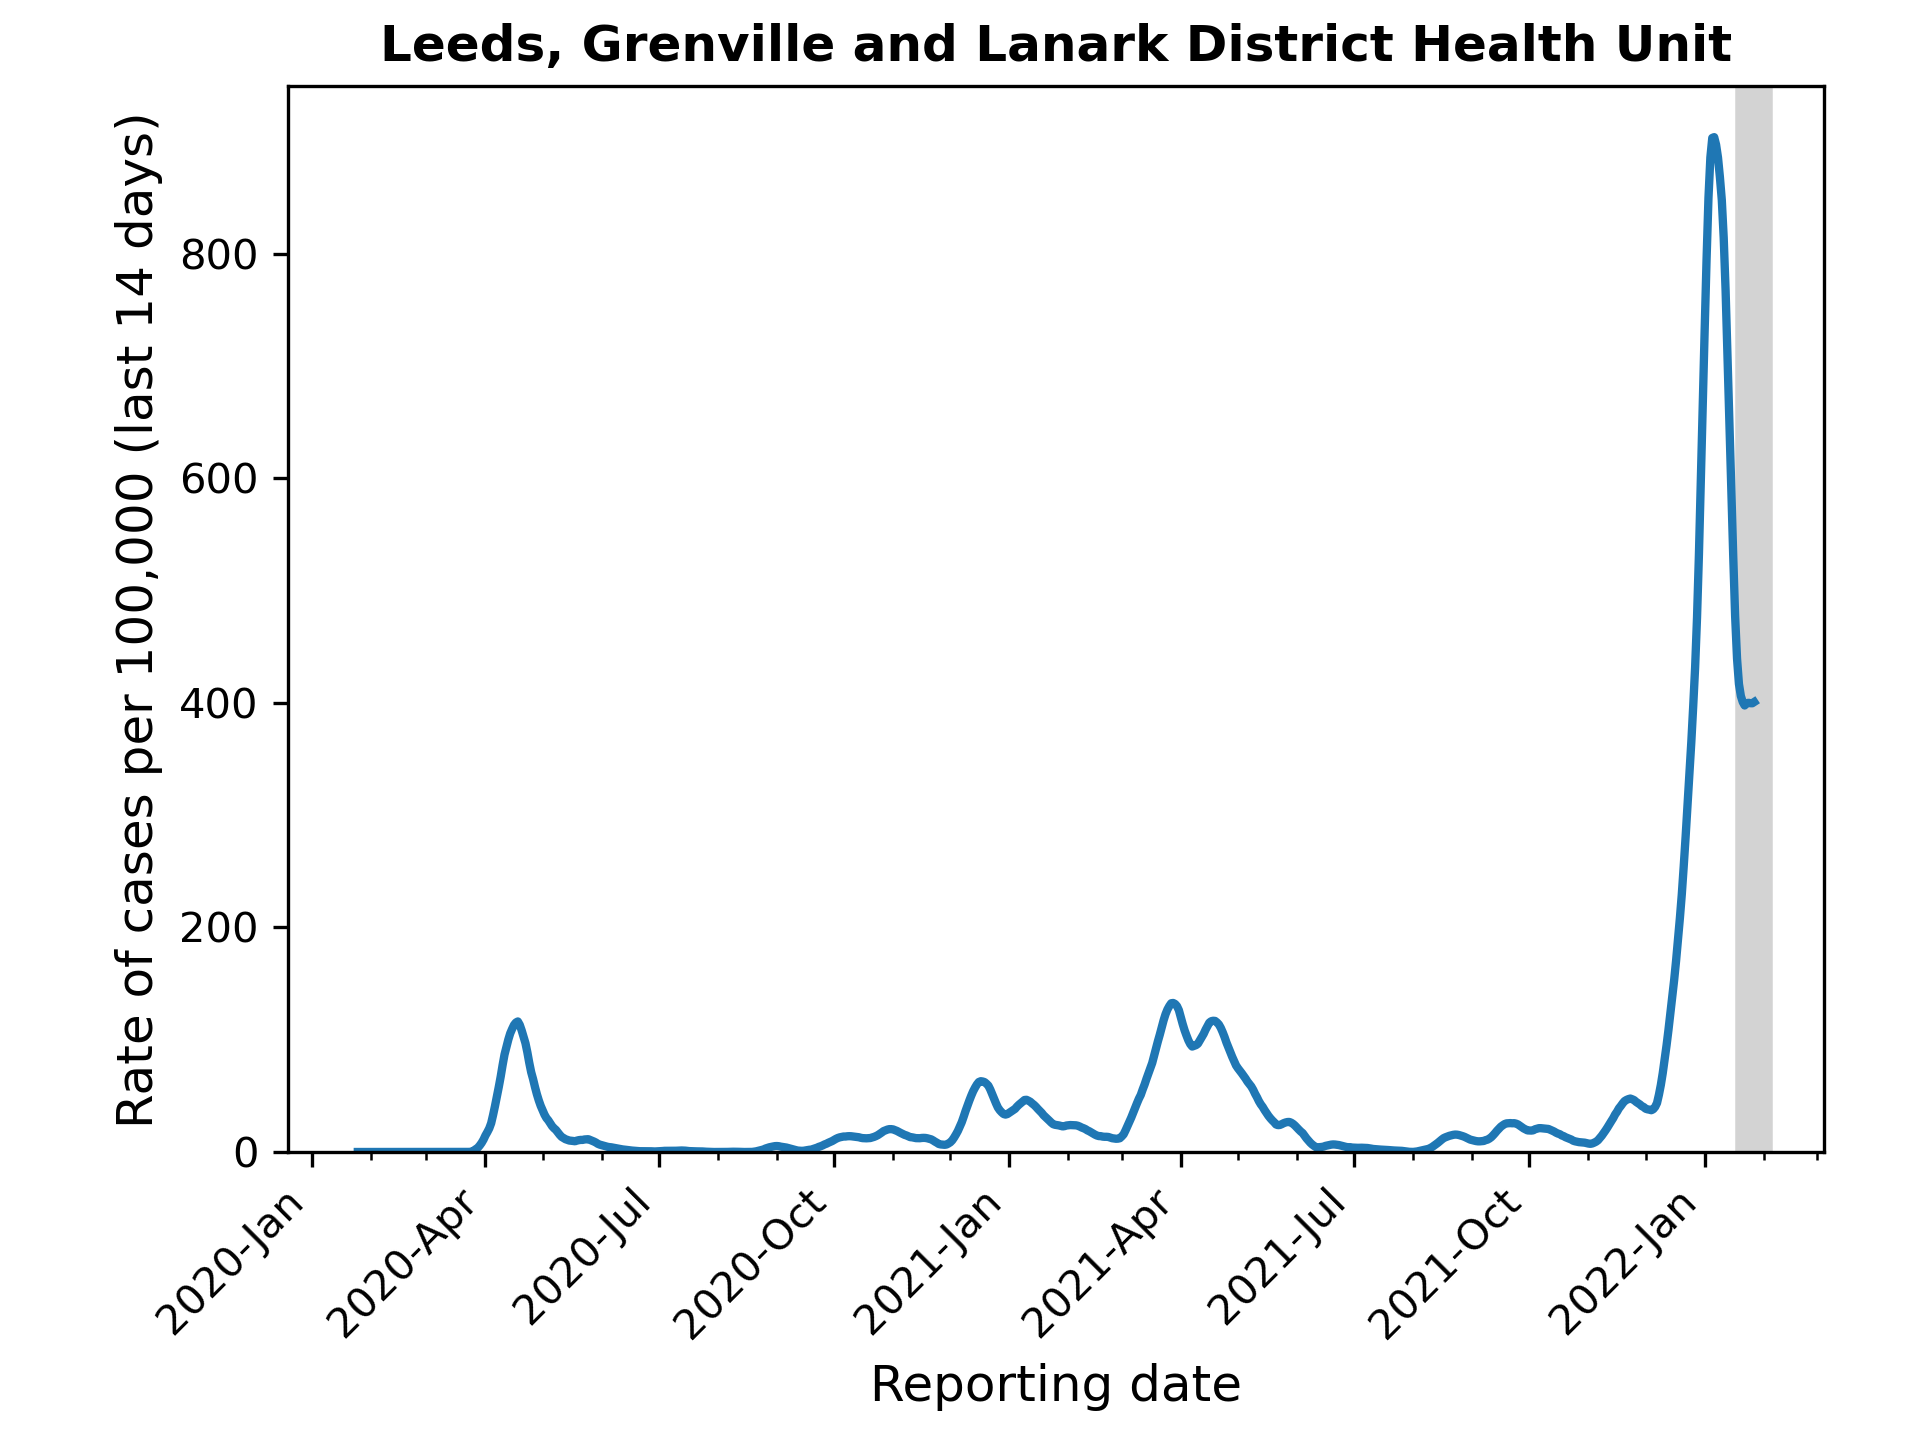 Leeds, Grenville and Lanark District Health Unit
Rate of cases per 100,000 (last 14 days)
800
600
400
200
0
2020-Jan
2020-Apr
2020-Jul
2020-Oct
2021-Jan
2021-Apr
2021-Jul
2021-Oct
2022-Jan
Reporting date